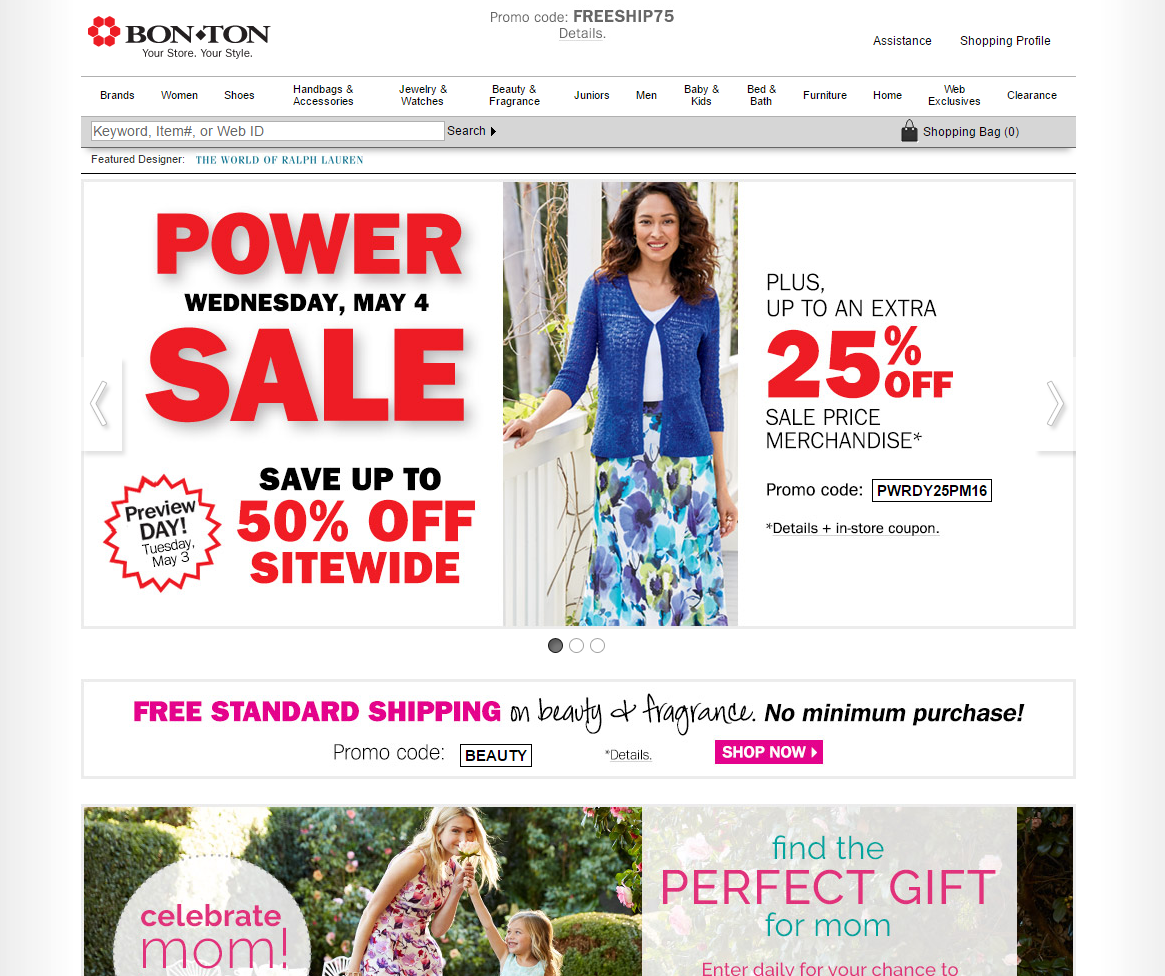 BON•TON
Your Store. Your Style.
Promo code: FREESHIP75
Details.
Assistance
Shopping Profile
Brands
Women
Shoes
Handbags &
Accessories
Jewelry &
Watches
Beauty &
Fragrance
Juniors
Men
Baby &
Kids
Bed &
Bath
Furniture
Home
Web
Exclusives
Clearance
Keyword, Item#, or Web ID
Search
Shopping Bag (0)
Featured Designer: THE WORLD OF RALPH LAUREN
POWER
WEDNESDAY, MAY 4
SALE
Preview
DAY!
Tuesday,
May 3
SAVE UP TO
50% OFF
SITEWIDE
PLUS,
UP TO AN EXTRA
25% OFF
SALE PRICE
MERCHANDISE*
Promo code: PWRDY25PM16
*Details + in-store coupon.
FREE STANDARD SHIPPING on beauty & fragrance. No minimum purchase!
Promo code: BEAUTY *Details. SHOP NOW
celebrate
mom!
find the
PERFECT GIFT
for mom
Enter daily for your chance to